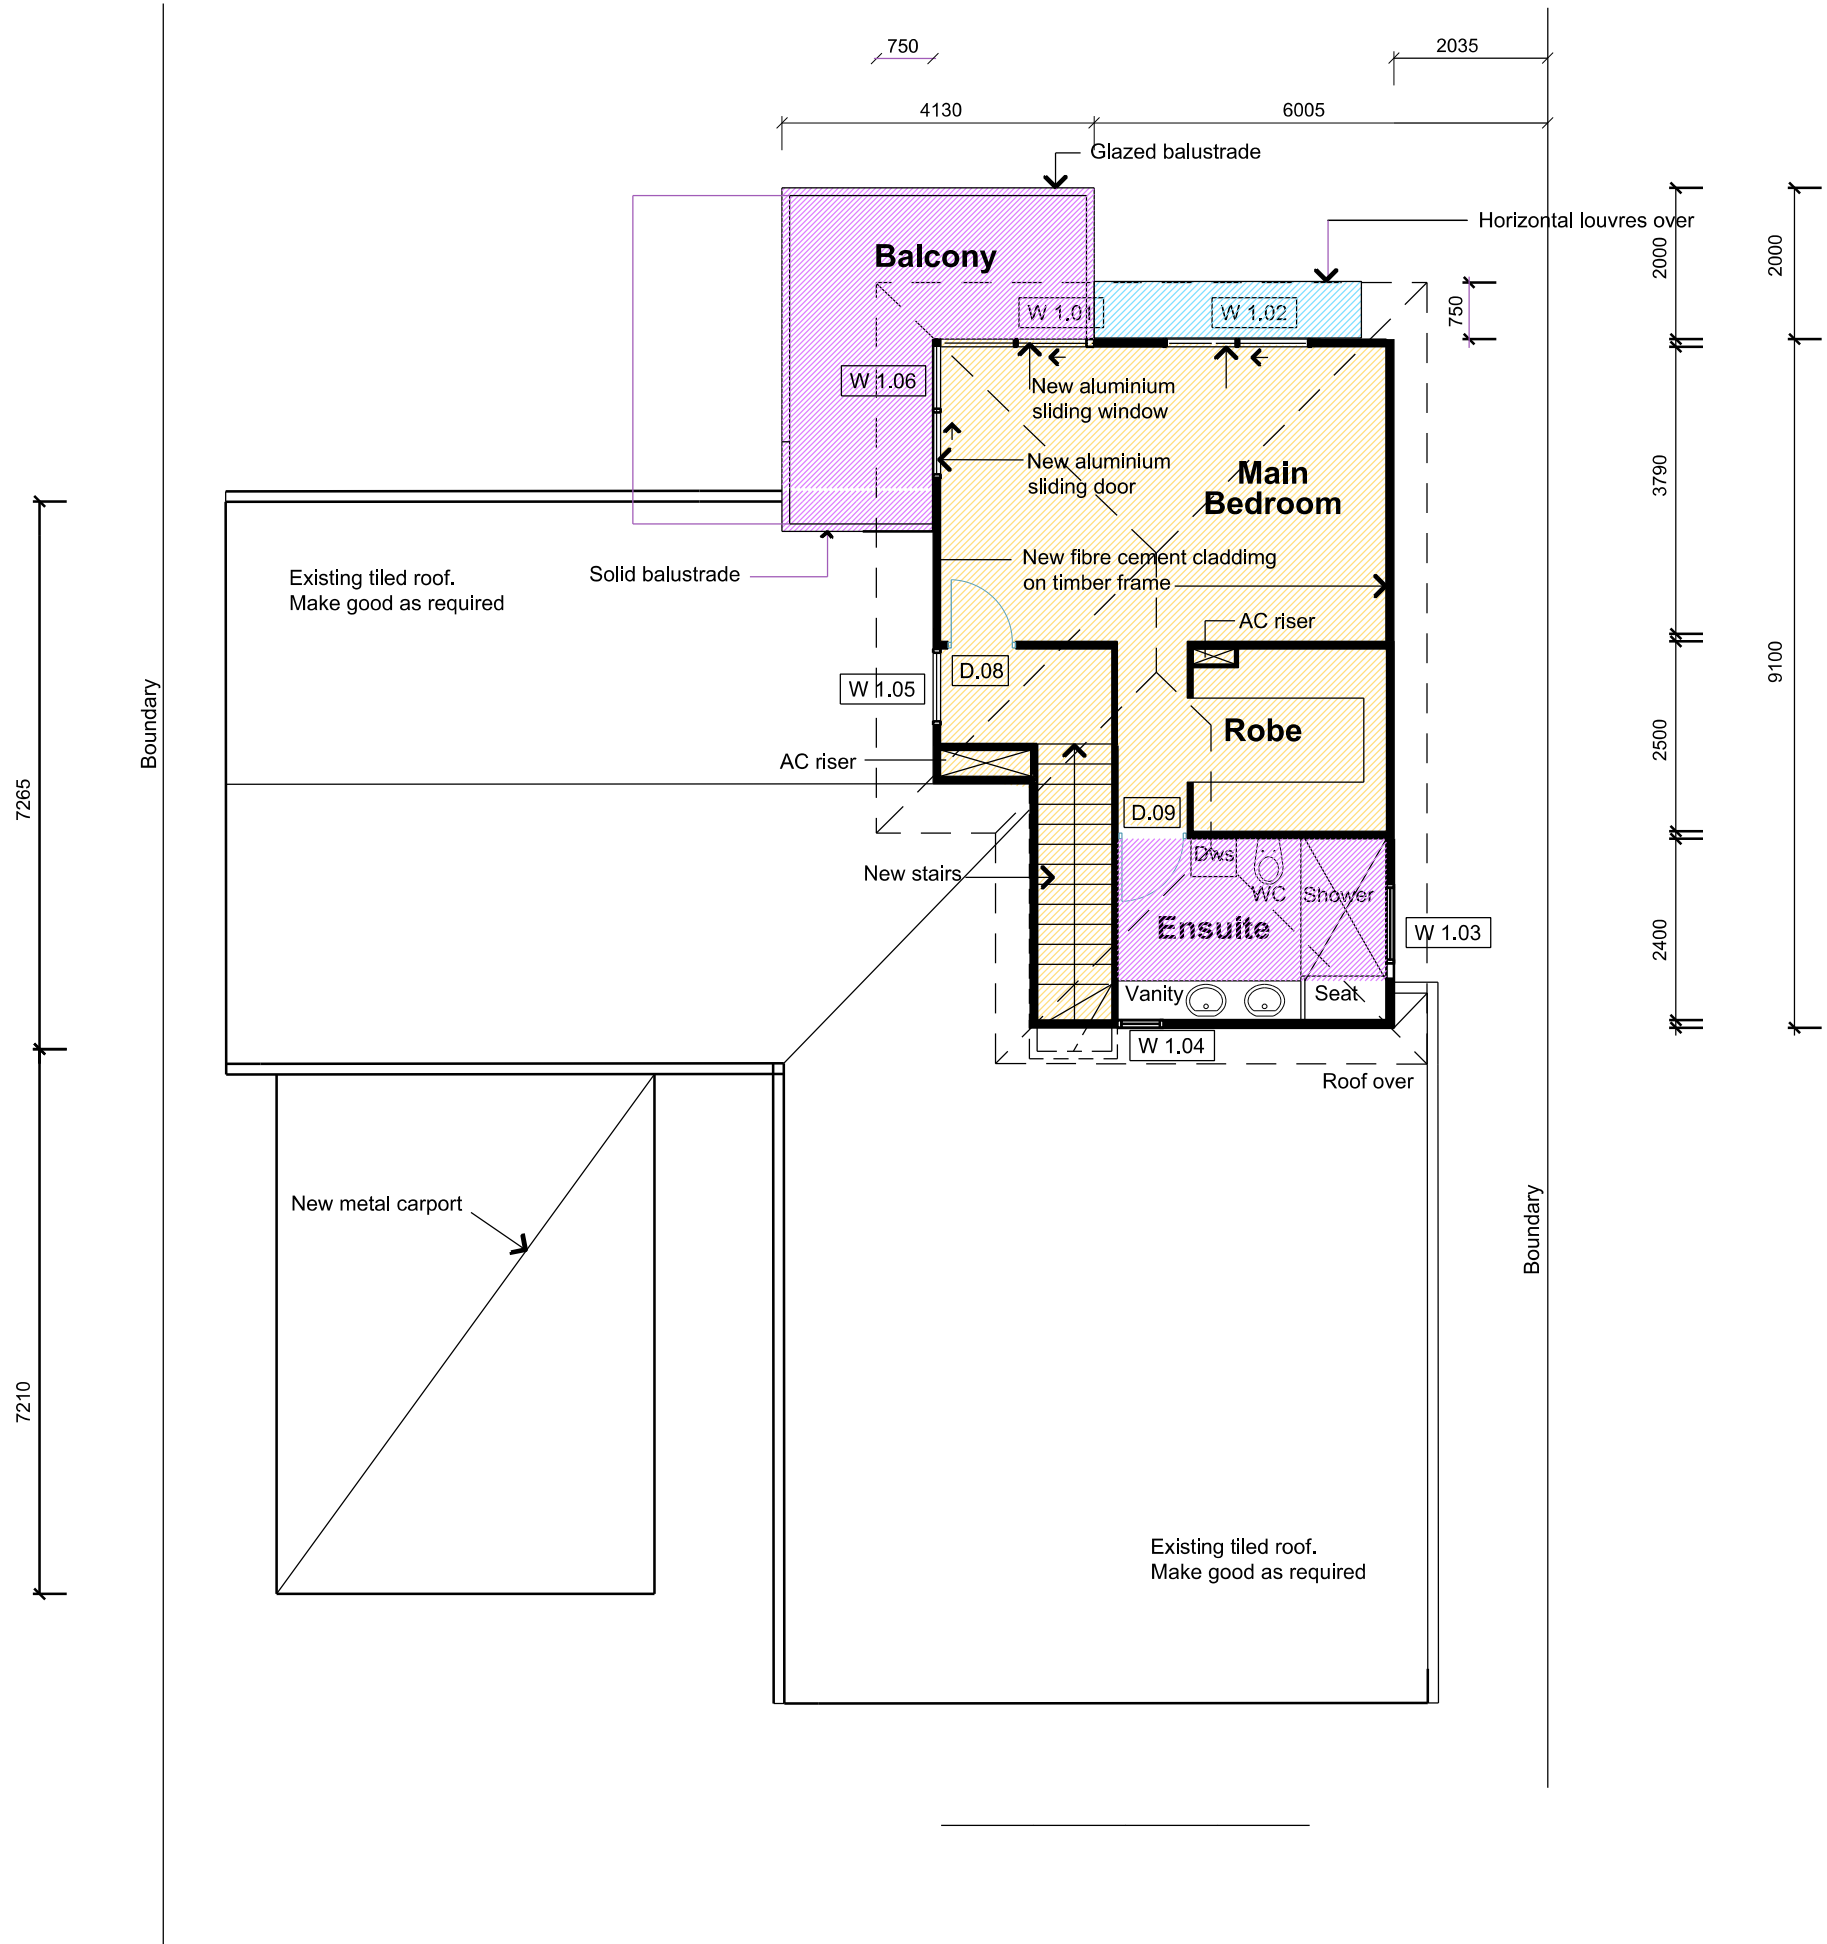 750
2035
4130
6005
Glazed balustrade
Horizontal louvres over
Balcony
2000
2000
W 1.01
W 1.02
750
W 1.06
New aluminium
sliding window
New aluminium
sliding door
Main
Bedroom
3790
Existing tiled roof.
Make good as required
Solid balustrade
New fibre cement claddimg
on timber frame
AC riser
D.08
W 1.05
9100
Boundary
Robe
AC riser
2500
7265
D.09
Dws
New stairs
WC
Shower
Ensuite
W 1.03
2400
Vanity
Seat
W 1.04
Roof over
New metal carport
Boundary
7210
Existing tiled roof.
Make good as required